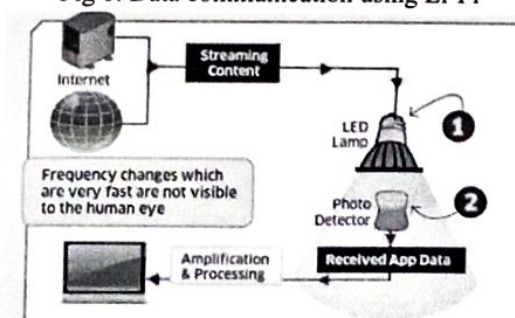 Streaming
Content
Internet
LED
Lamp
1
Frequency changes which
are very fast are not visible
to the human eye
Photo
Detector
2
Amplification
& Processing
Received App Data